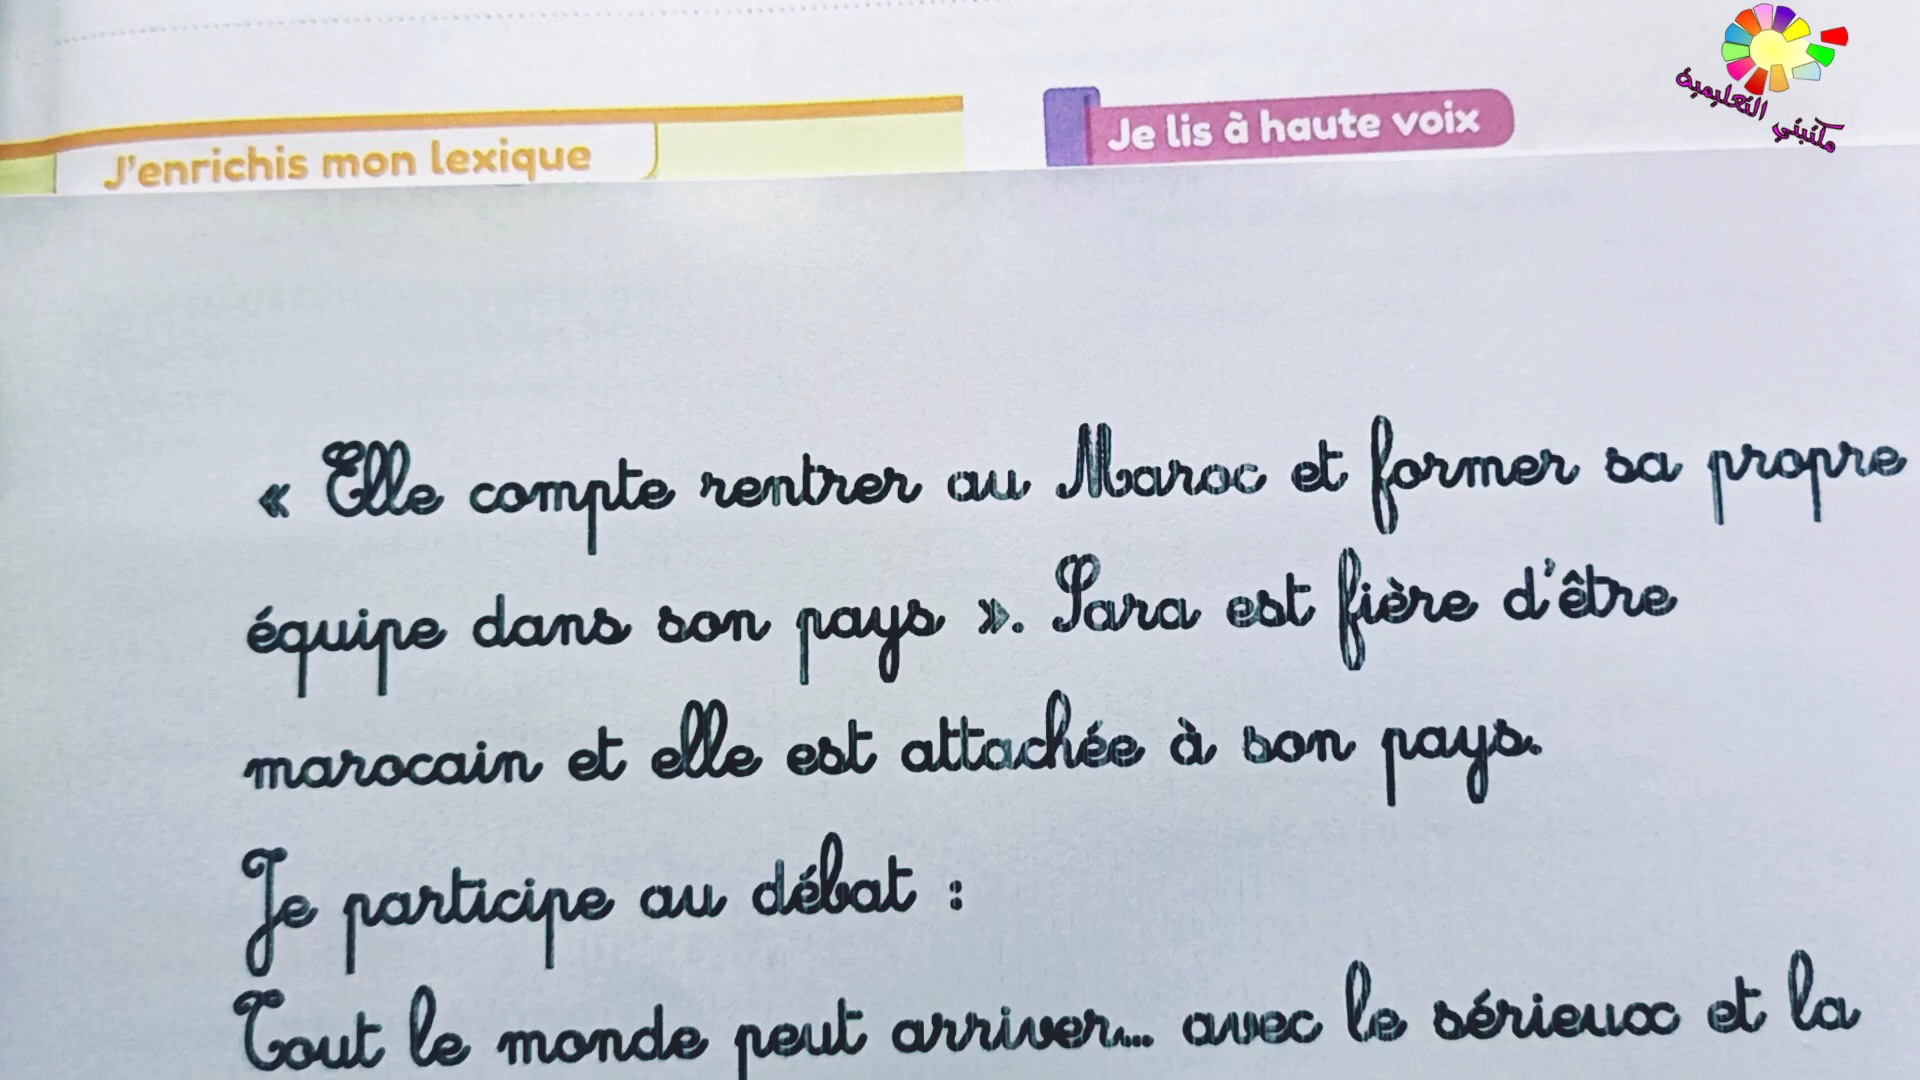 مكتبتي التعليمية
J'enrichis mon lexique
Je lis à haute voix
« Elle compte rentrer au Maroc et former sa propre
équipe dans son pays ». Sara est fière d'être
marocain et elle est attachée à son pays.
Je participe au débat :
Tout le monde peut arriver... avec le sérieux et la